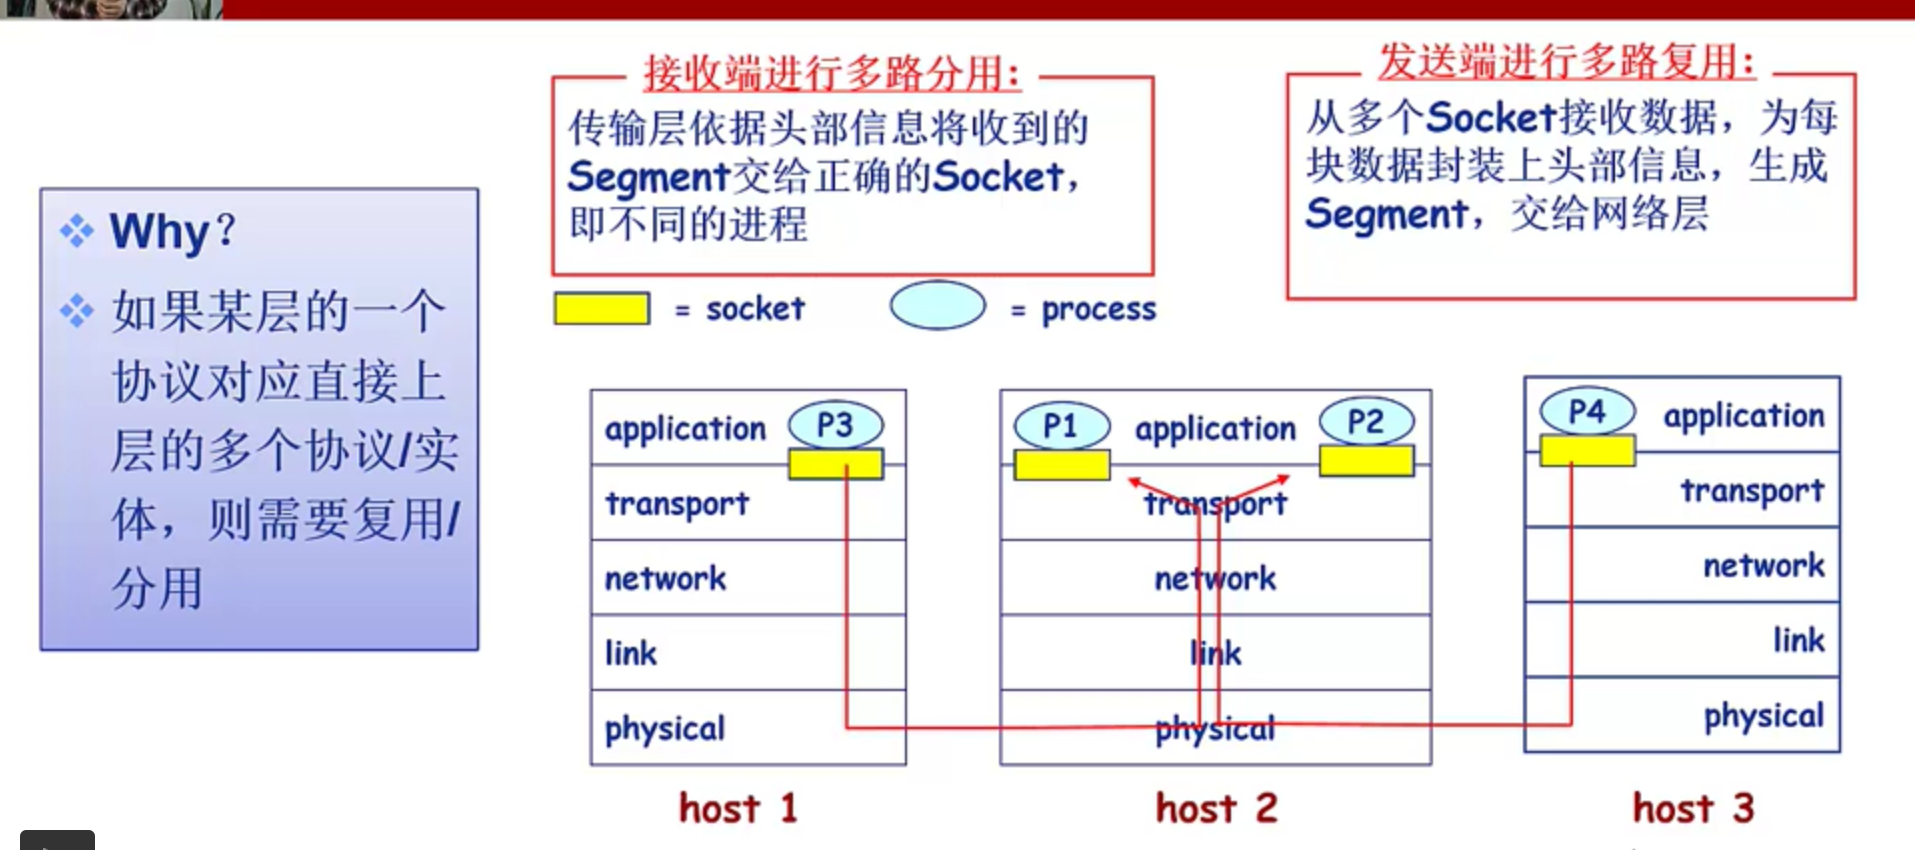 接收端进行多路分用:
传输层依据头部信息将收到的
Segment交给正确的Socket，
即不同的进程
发送端进行多路复用:
从多个Socket接收数据，为每
块数据封装上头部信息，生成
Segment，交给网络层
Why？
如果某层的一个
协议对应直接上
层的多个协议/实
体，则需要复用/
分用
= socket
= process
application
P3
transport
network
link
physical
host 1
P1
application
P2
transport
network
link
physical
host 2
P4
application
transport
network
link
physical
host 3